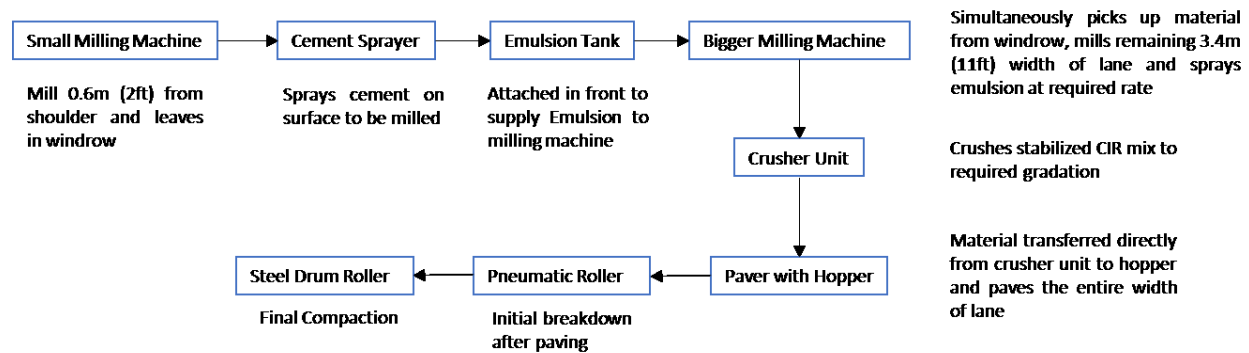 Small Milling Machine
Cement Sprayer
Emulsion Tank
Bigger Milling Machine
Simultaneously picks up material
from windrow, mills remaining 3.4m
(11ft) width of lane and sprays
emulsion at required rate
Mill 0.6m (2ft) from
shoulder and leaves
in windrow
Sprays cement on
surface to be milled
Attached in front to
supply Emulsion to
milling machine
Crusher Unit
Crushes stabilized CIR mix to
required gradation
Steel Drum Roller
Pneumatic Roller
Paver with Hopper
Material transferred directly
from crusher unit to hopper
and paves the entire width
of lane
Final Compaction
Initial breakdown
after paving